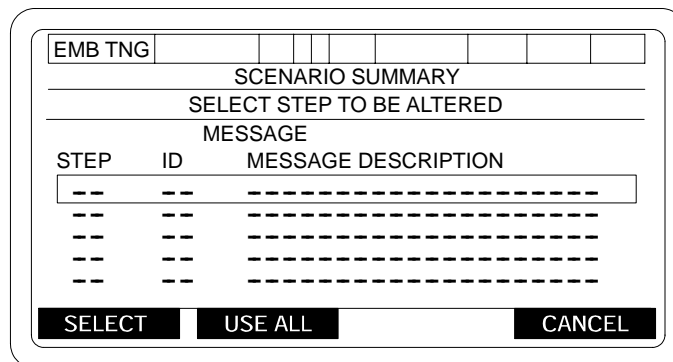 EMB TNG
SCENARIO SUMMARY
SELECT STEP TO BE ALTERED
MESSAGE
STEP ID MESSAGE DESCRIPTION
-- -- ------------------
-- -- ------------------
-- -- ------------------
-- -- ------------------
-- -- ------------------
SELECT USE ALL CANCEL